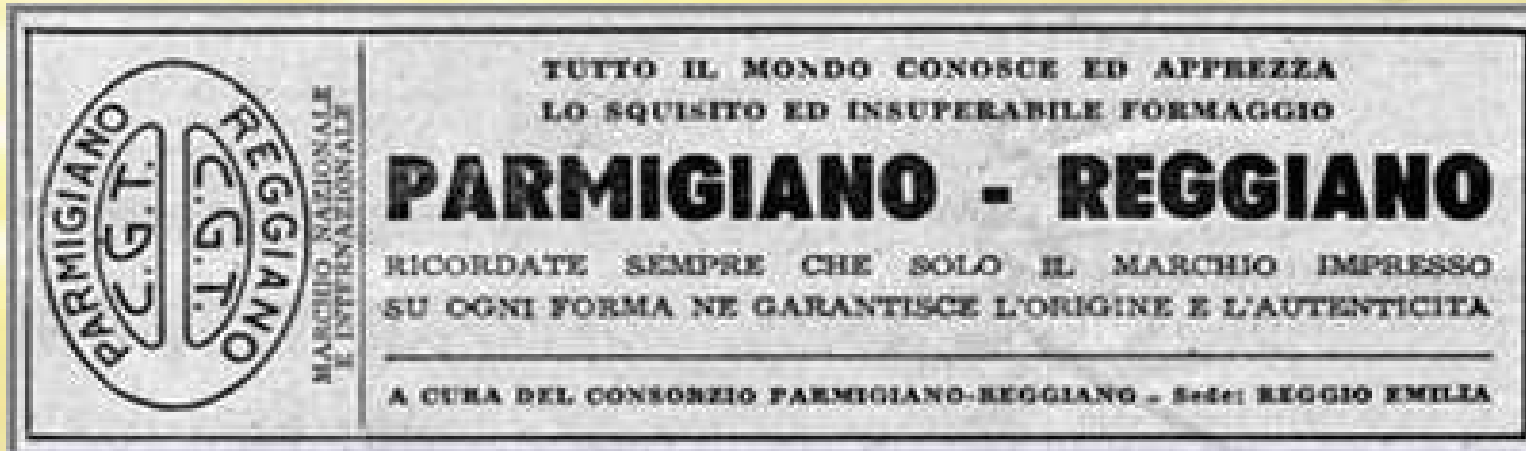 PARMIGIANO REGGIANO
C.G.T. C.G.T.
MARCHIO NAZIONALE
E INTERNAZIONALE
TUTTO IL MONDO CONOSCE ED APPREZZA
LO SQUISITO ED INSUPERABILE FORMAGGIO
PARMIGIANO - REGGIANO
RICORDATE SEMPRE CHE SOLO IL MARCHIO IMPRESSO
SU OGNI FORMA NE GARANTISCE L'ORIGINE E L'AUTENTICITA
A CURA DEL CONSORZIO PARMIGIANO-REGGIANO - Sede: REGGIO EMILIA